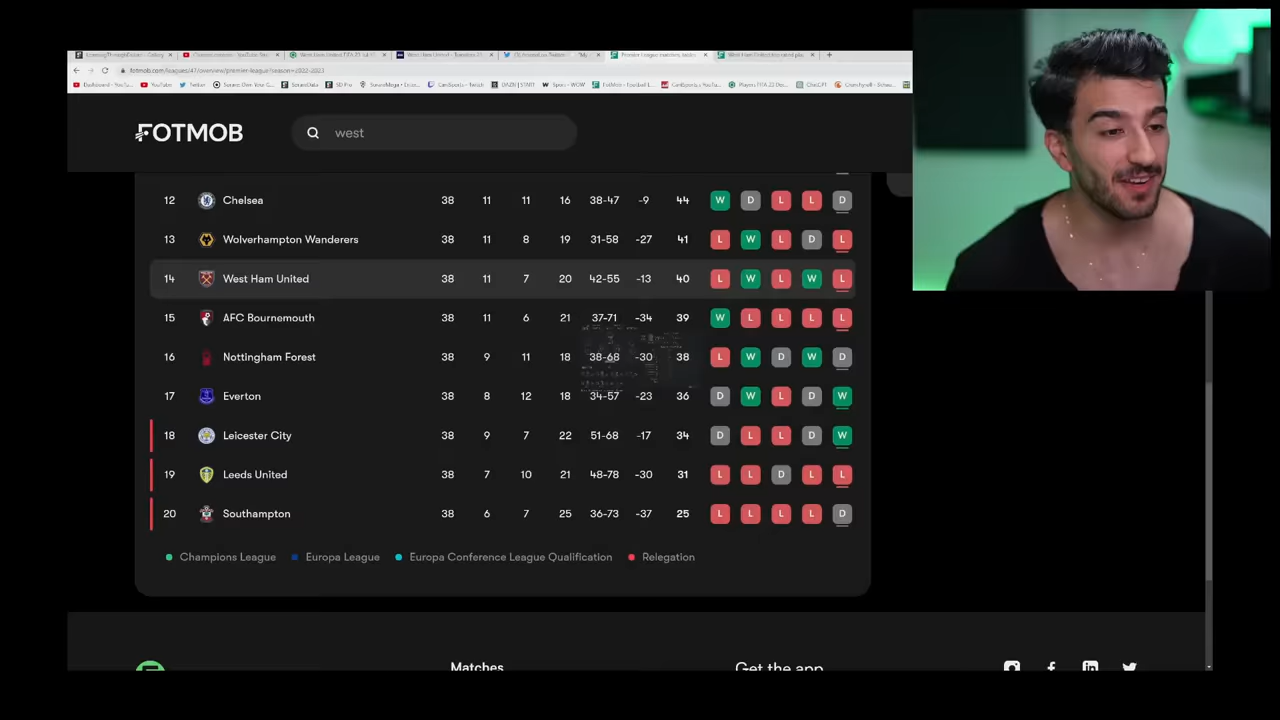 FOTMOB
west
12 Chelsea 38 11 11 16 38-47 -9 44 W D L L D
13 Wolverhampton Wanderers 38 11 8 19 31-58 -27 41 L W L D L
14 West Ham United 38 11 7 20 42-55 -13 40 L W L W L
15 AFC Bournemouth 38 11 6 21 37-71 -34 39 W L L L L
16 Nottingham Forest 38 9 11 18 38-68 -30 38 L W D W D
17 Everton 38 8 12 18 34-57 -23 36 D W L D W
18 Leicester City 38 9 7 22 51-68 -17 34 D L L D W
19 Leeds United 38 7 10 21 48-78 -30 31 L L D L L
20 Southampton 38 6 7 25 36-73 -37 25 L L L L D
Champions League Europa League Europa Conference League Qualification Relegation
Matches Get the app